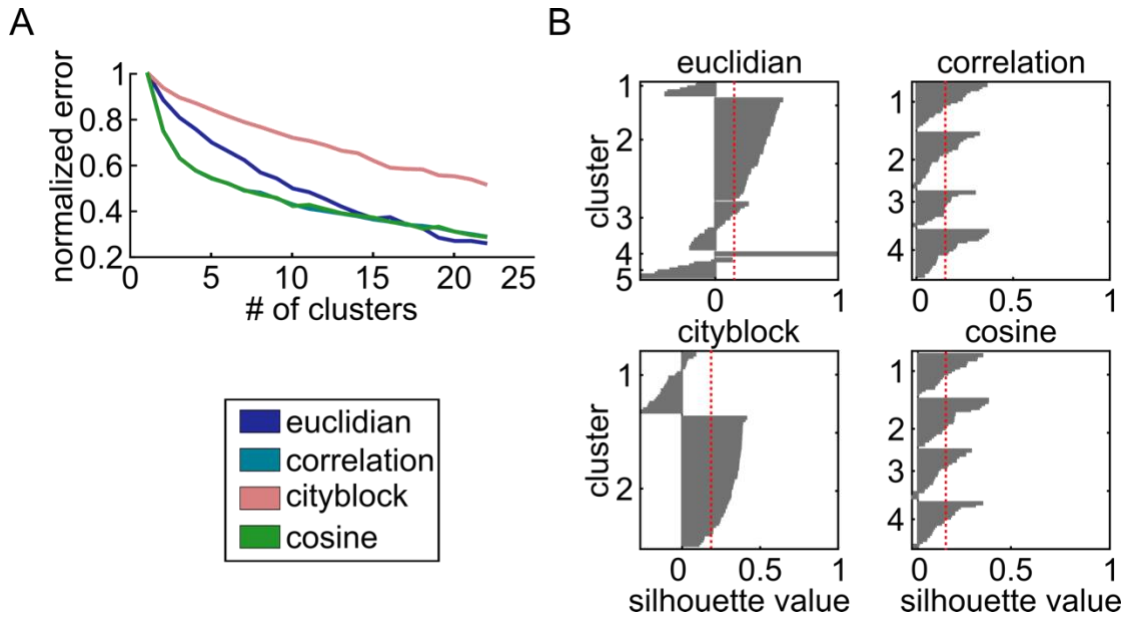 A
normalized error
1
0.8
0.6
0.4
0.2
0 5 10 15 20 25
# of clusters
euclidian
correlation
cityblock
cosine
B
euclidian
cluster
1
2
3
4
5
0 1
correlation
1
2
3
4
0 0.5 1
cityblock
cluster
1
2
0 0.5 1
silhouette value
cosine
1
2
3
4
0 0.5 1
silhouette value